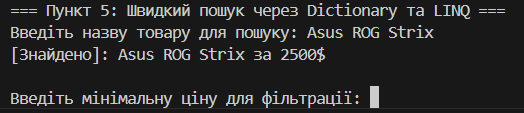 === Пункт 5: Швидкий пошук через Dictionary та LINQ ===
Введіть назву товару для пошуку: Asus ROG Strix
[Знайдено]: Asus ROG Strix за 2500$
Введіть мінімальну ціну для фільтрації: